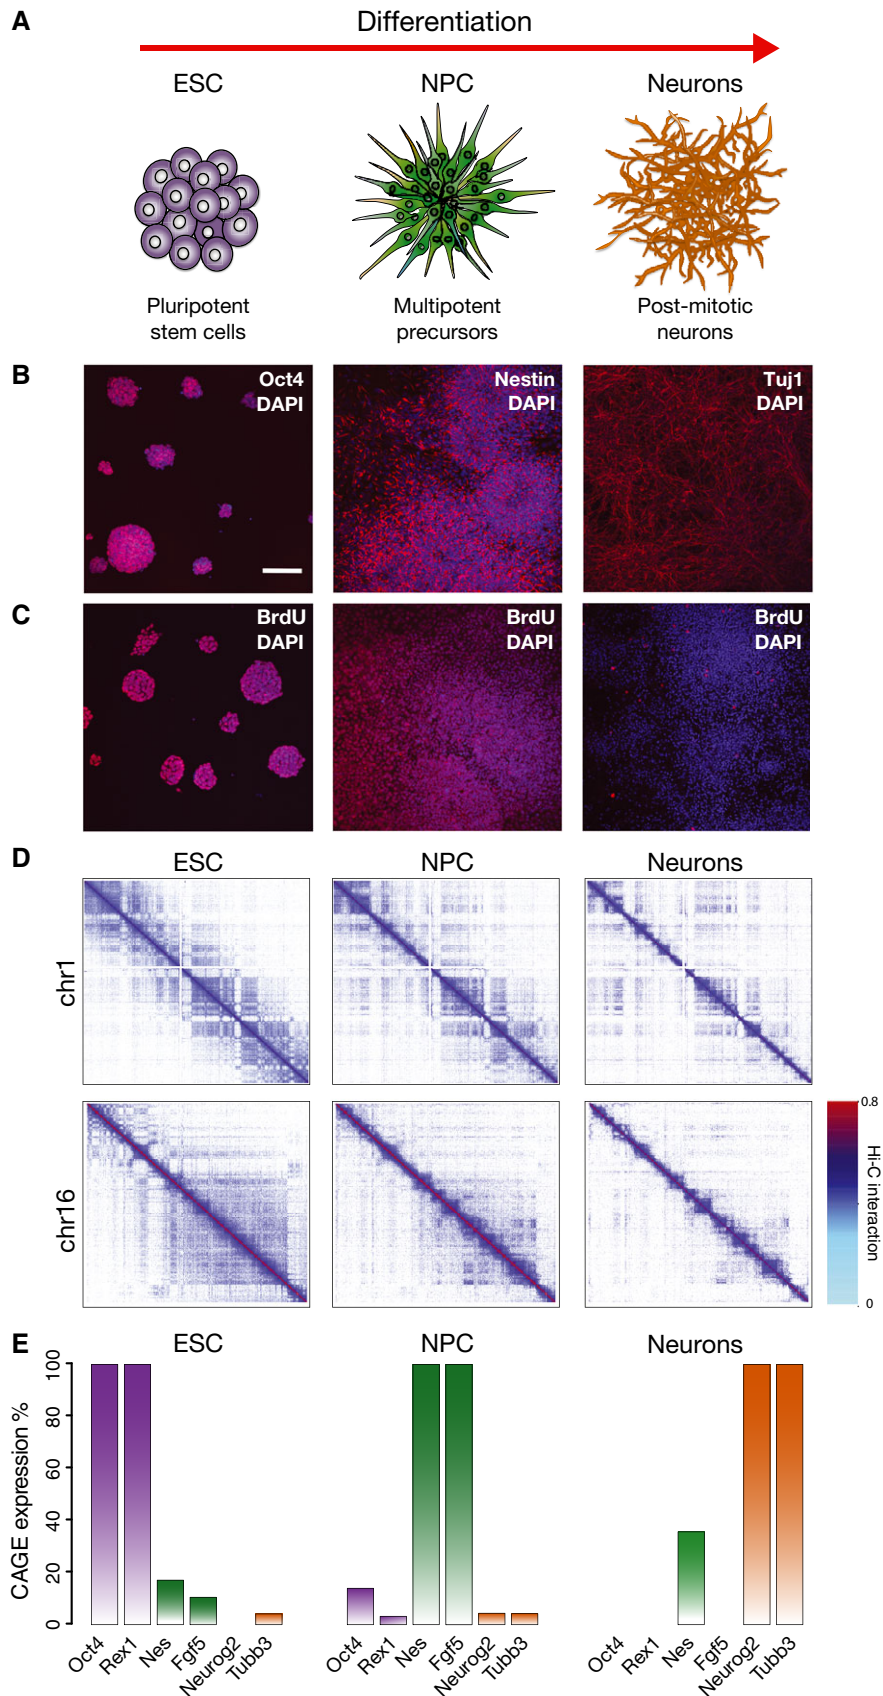 A
Differentiation
ESC
NPC
Neurons
Pluripotent
stem cells
Multipotent
precursors
Post-mitotic
neurons
B
Oct4
DAPI
Nestin
DAPI
Tuj1
DAPI
C
BrdU
DAPI
BrdU
DAPI
BrdU
DAPI
D
ESC
NPC
Neurons
chr1
chr16
0.8
Hi-C interaction
0
E
ESC
NPC
Neurons
CAGE expression %
100
80
60
40
20
0
Oct4
Rex1
Nes
Fgf5
Neurog2
Tubb3
Oct4
Rex1
Nes
Fgf5
Neurog2
Tubb3
Oct4
Rex1
Nes
Fgf5
Neurog2
Tubb3